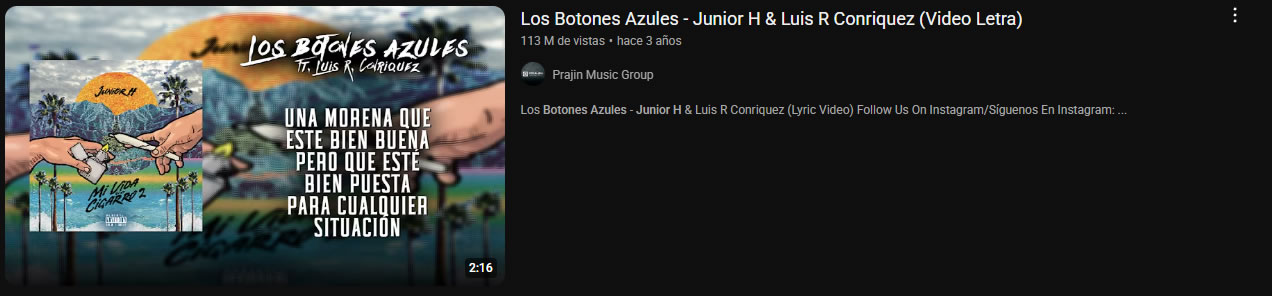 Los Botones Azules - Junior H & Luis R Conriquez (Video Letra)
113 M de vistas • hace 3 años
Prajin Music Group
Los Botones Azules - Junior H & Luis R Conriquez (Lyric Video) Follow Us On Instagram/Síguenos En Instagram: ...
LOS BOTONES AZULES
FT. LUIS R. CONRIQUEZ
JUNIOR H
MI VIDA
CIGARRO 2
UNA MORENA QUE
ESTE BIEN BUENA
PERO QUE ESTÉ
BIEN PUESTA
PARA CUALQUIER
SITUACIÓN
2:16